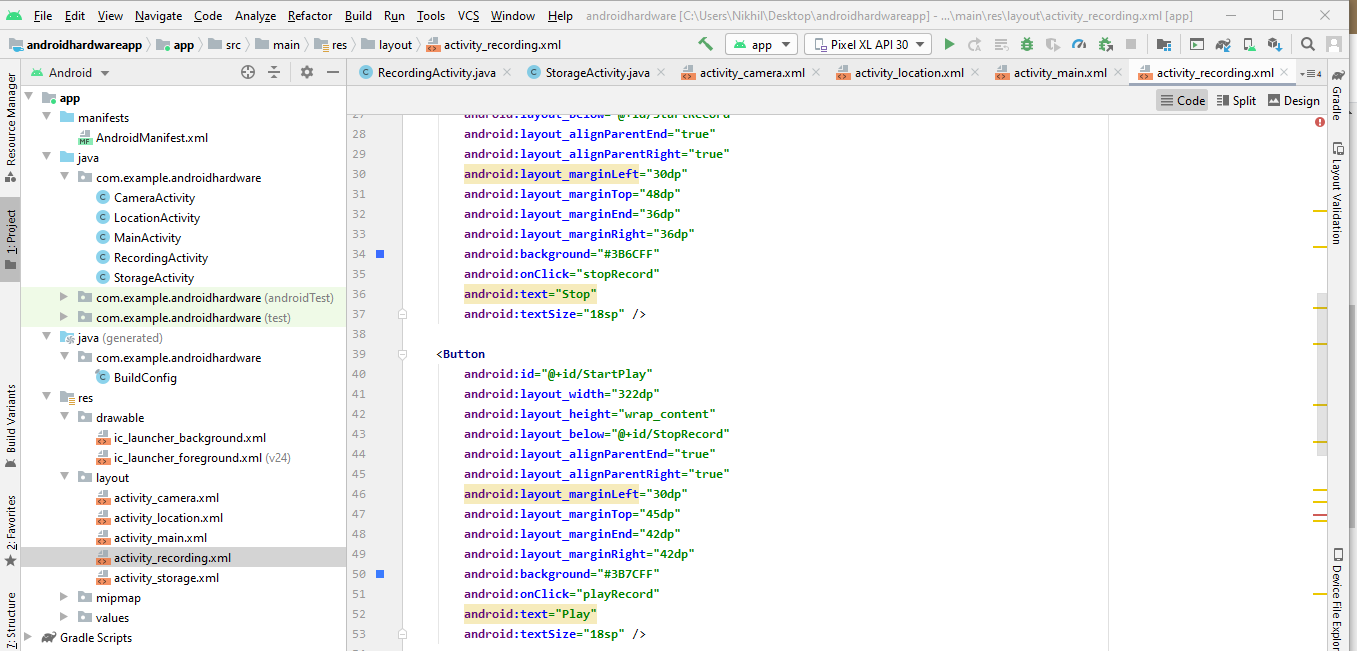 File Edit View Navigate Code Analyze Refactor Build Run Tools VCS Window Help androidhardware [C:\Users\Nikhil\Desktop\androidhardwareapp] - ...\main\res\layout\activity_recording.xml [app]
androidhardwareapp app src main res layout activity_recording.xml app Pixel XL API 30
Android RecordingActivity.java StorageActivity.java activity_camera.xml activity_location.xml activity_main.xml activity_recording.xml 4
Code Split Design
Resource Manager
1: Project
Build Variants
2: Favorites
7: Structure
app
manifests
AndroidManifest.xml
java
com.example.androidhardware
CameraActivity
LocationActivity
MainActivity
RecordingActivity
StorageActivity
com.example.androidhardware (androidTest)
com.example.androidhardware (test)
java (generated)
com.example.androidhardware
BuildConfig
res
drawable
ic_launcher_background.xml
ic_launcher_foreground.xml (v24)
layout
activity_camera.xml
activity_location.xml
activity_main.xml
activity_recording.xml
activity_storage.xml
mipmap
values
Gradle Scripts
27 android:layout_below="@+id/StartRecord"
28 android:layout_alignParentEnd="true"
29 android:layout_alignParentRight="true"
30 android:layout_marginLeft="30dp"
31 android:layout_marginTop="48dp"
32 android:layout_marginEnd="36dp"
33 android:layout_marginRight="36dp"
34 android:background="#3B6CFF"
35 android:onClick="stopRecord"
36 android:text="Stop"
37 android:textSize="18sp" />
38
39 <Button
40 android:id="@+id/StartPlay"
41 android:layout_width="322dp"
42 android:layout_height="wrap_content"
43 android:layout_below="@+id/StopRecord"
44 android:layout_alignParentEnd="true"
45 android:layout_alignParentRight="true"
46 android:layout_marginLeft="30dp"
47 android:layout_marginTop="45dp"
48 android:layout_marginEnd="42dp"
49 android:layout_marginRight="42dp"
50 android:background="#3B7CFF"
51 android:onClick="playRecord"
52 android:text="Play"
53 android:textSize="18sp" />
Gradle
Layout Validation
Device File Explor